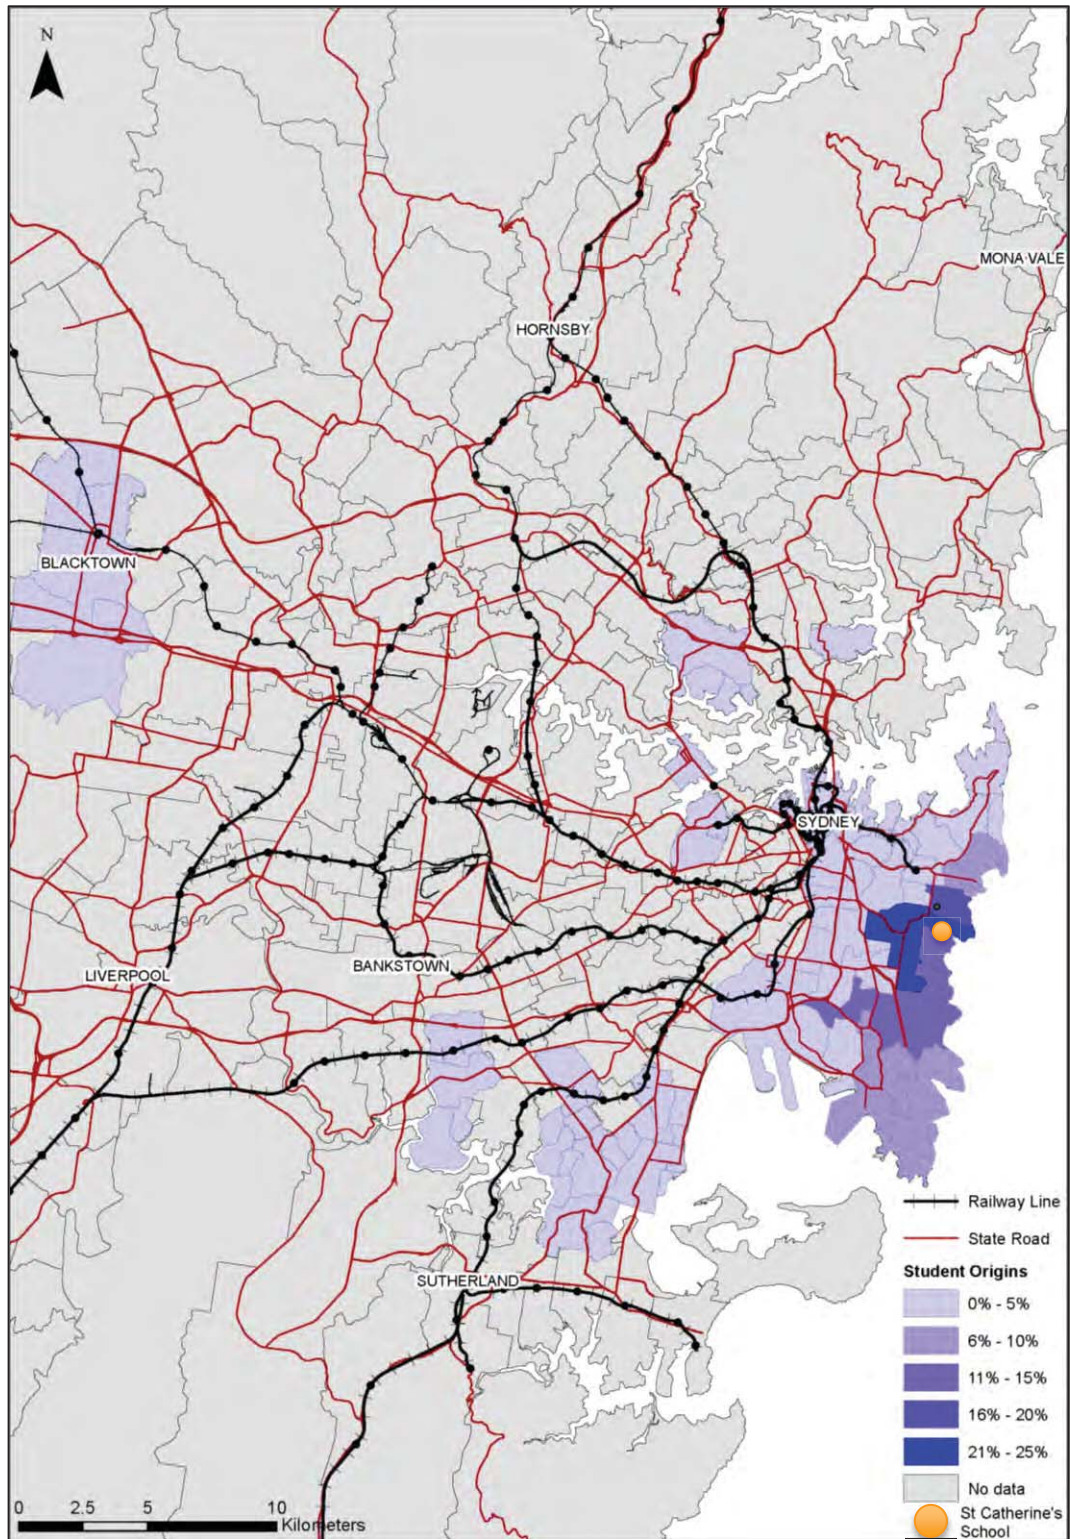 N
MONA VALE
HORNSBY
BLACKTOWN
SYDNEY
LIVERPOOL
BANKSTOWN
SUTHERLAND
Railway Line
State Road
Student Origins
0% - 5%
6% - 10%
11% - 15%
16% - 20%
21% - 25%
No data
St Catherine's
School
0 2.5 5 10
Kilometers